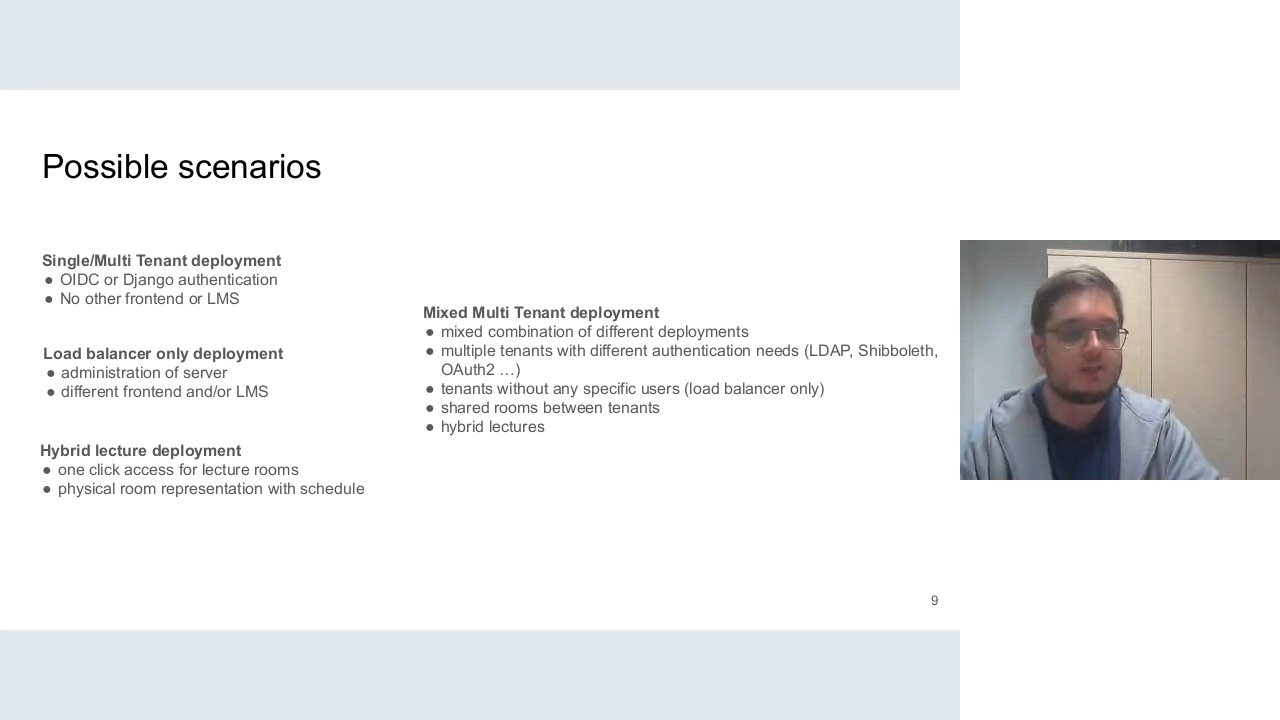 Possible scenarios
Single/Multi Tenant deployment
● OIDC or Django authentication
● No other frontend or LMS
Load balancer only deployment
● administration of server
● different frontend and/or LMS
Hybrid lecture deployment
● one click access for lecture rooms
● physical room representation with schedule
Mixed Multi Tenant deployment
● mixed combination of different deployments
● multiple tenants with different authentication needs (LDAP, Shibboleth,
OAuth2 …)
● tenants without any specific users (load balancer only)
● shared rooms between tenants
● hybrid lectures
9